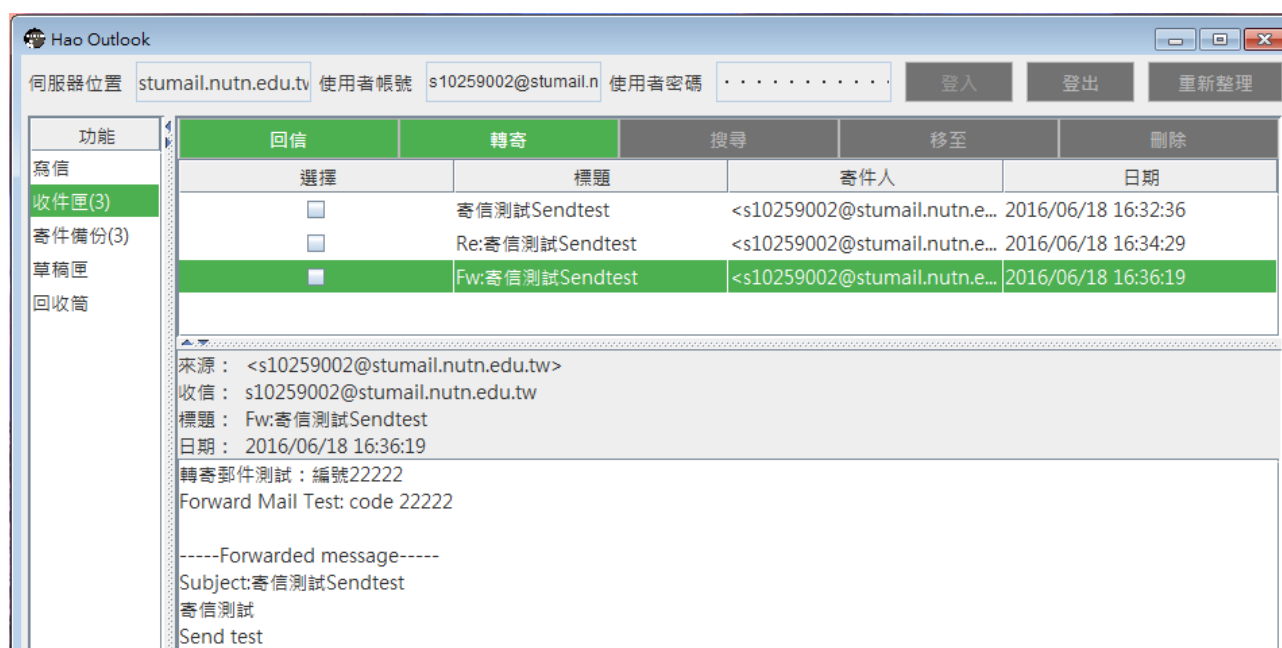 Hao Outlook
伺服器位置 stumail.nutn.edu.tw 使用者帳號 s10259002@stumail.n 使用者密碼 ············ 登入 登出 重新整理
功能 回信 轉寄 搜尋 移至 刪除
寫信
收件匣(3)
寄件備份(3)
草稿匣
回收筒
選擇 標題 寄件人 日期
寄信測試Sendtest <s10259002@stumail.nutn.e... 2016/06/18 16:32:36
Re:寄信測試Sendtest <s10259002@stumail.nutn.e... 2016/06/18 16:34:29
Fw:寄信測試Sendtest <s10259002@stumail.nutn.e... 2016/06/18 16:36:19
來源： <s10259002@stumail.nutn.edu.tw>
收信： s10259002@stumail.nutn.edu.tw
標題： Fw:寄信測試Sendtest
日期： 2016/06/18 16:36:19
轉寄郵件測試：編號22222
Forward Mail Test: code 22222
-----Forwarded message-----
Subject:寄信測試Sendtest
寄信測試
Send test